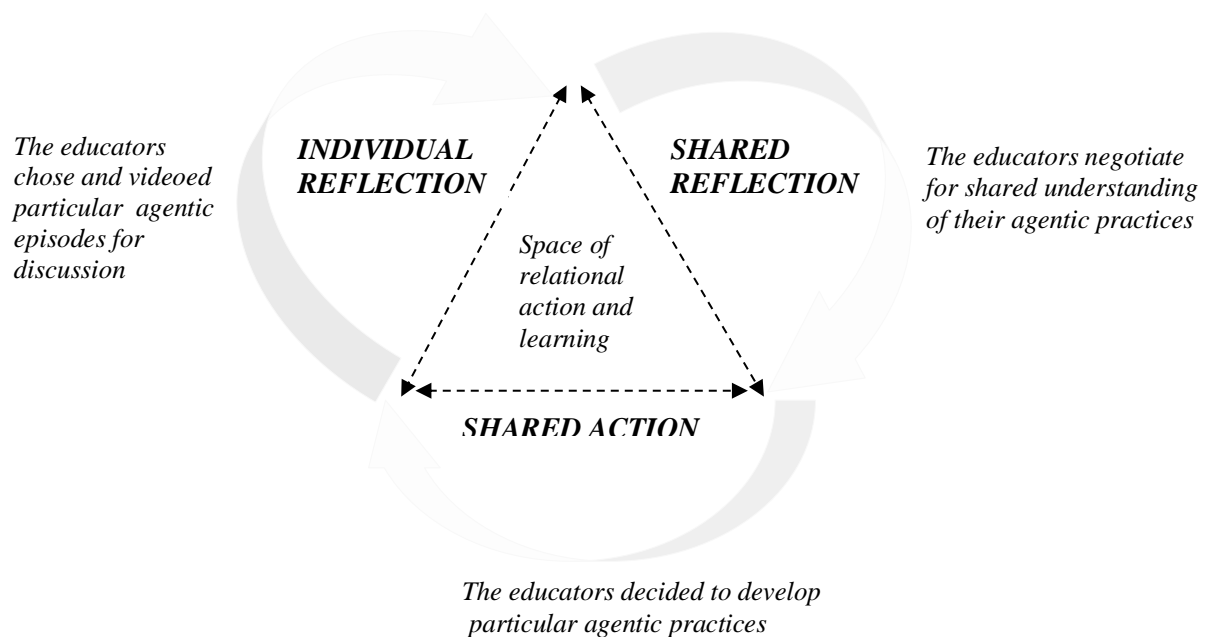 The educators
chose and videoed
particular agentic
episodes for
discussion
INDIVIDUAL
REFLECTION
SHARED
REFLECTION
The educators negotiate
for shared understanding
of their agentic practices
Space of
relational
action and
learning
SHARED ACTION
The educators decided to develop
particular agentic practices